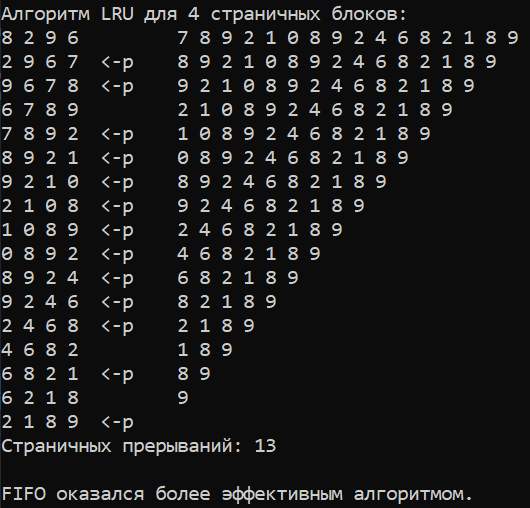 Алгоритм LRU для 4 страничных блоков:
8 2 9 6         7 8 9 2 1 0 8 9 2 4 6 8 2 1 8 9
2 9 6 7  <-p    8 9 2 1 0 8 9 2 4 6 8 2 1 8 9
9 6 7 8  <-p    9 2 1 0 8 9 2 4 6 8 2 1 8 9
6 7 8 9         2 1 0 8 9 2 4 6 8 2 1 8 9
7 8 9 2  <-p    1 0 8 9 2 4 6 8 2 1 8 9
8 9 2 1  <-p    0 8 9 2 4 6 8 2 1 8 9
9 2 1 0  <-p    8 9 2 4 6 8 2 1 8 9
2 1 0 8  <-p    9 2 4 6 8 2 1 8 9
1 0 8 9  <-p    2 4 6 8 2 1 8 9
0 8 9 2  <-p    4 6 8 2 1 8 9
8 9 2 4  <-p    6 8 2 1 8 9
9 2 4 6  <-p    8 2 1 8 9
2 4 6 8  <-p    2 1 8 9
4 6 8 2         1 8 9
6 8 2 1  <-p    8 9
6 2 1 8         9
2 1 8 9  <-p
Страничных прерываний: 13
FIFO оказался более эффективным алгоритмом.